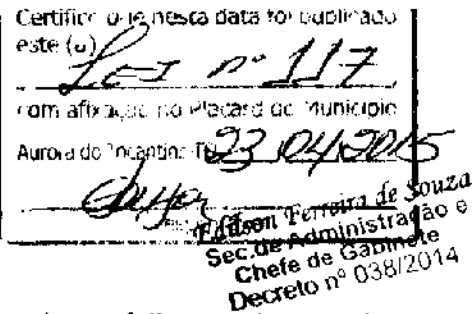 Certifico que nesta data foi publicado
este (a)
Lei nº 117
com afixação no Placard do Município
Aurora do Tocantins-TO 23/04/2015
Edilson Ferreira de Souza
Sec. de Administração e
Chefe de Gabinete
Decreto nº 038/2014